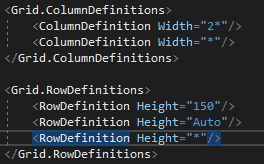 <Grid.ColumnDefinitions>
<ColumnDefinition Width="2*"/>
<ColumnDefinition Width="*"/>
</Grid.ColumnDefinitions>
<Grid.RowDefinitions>
<RowDefinition Height="150"/>
<RowDefinition Height="Auto"/>
<RowDefinition Height="*"/>
</Grid.RowDefinitions>